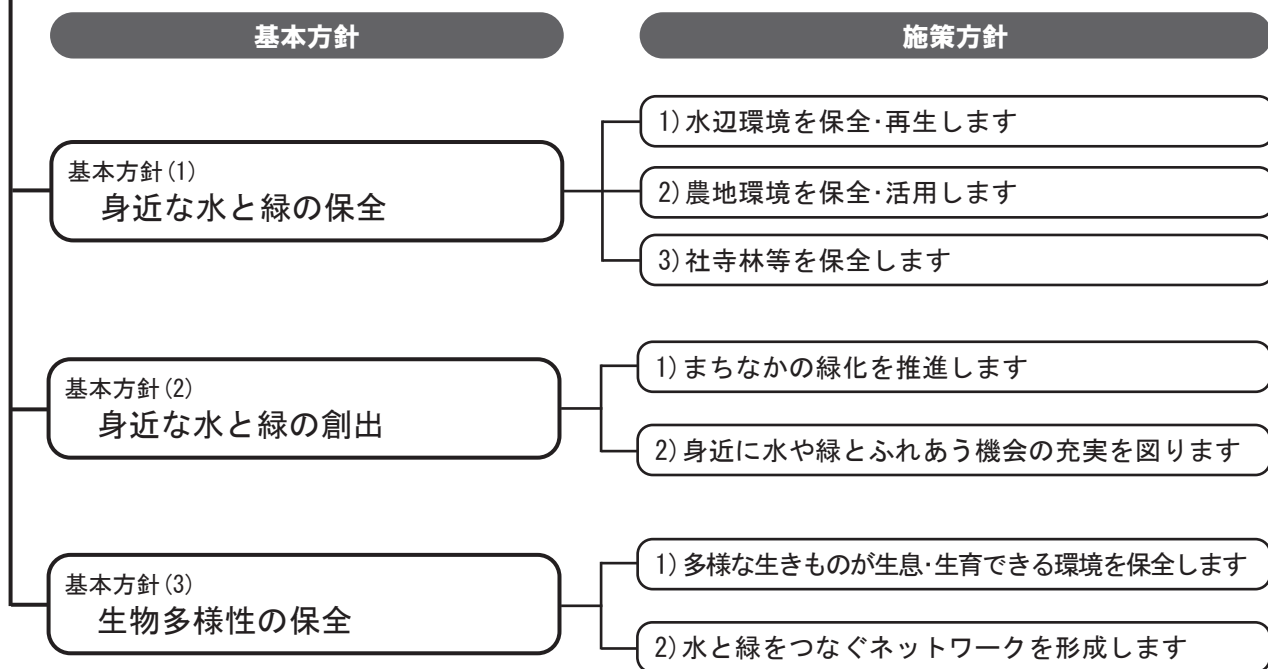 基本方針
施策方針
基本方針(1)
身近な水と緑の保全
1)水辺環境を保全・再生します
2)農地環境を保全・活用します
3)社寺林等を保全します
基本方針(2)
身近な水と緑の創出
1)まちなかの緑化を推進します
2)身近に水や緑とふれあう機会の充実を図ります
基本方針(3)
生物多様性の保全
1)多様な生きものが生息・生育できる環境を保全します
2)水と緑をつなぐネットワークを形成します